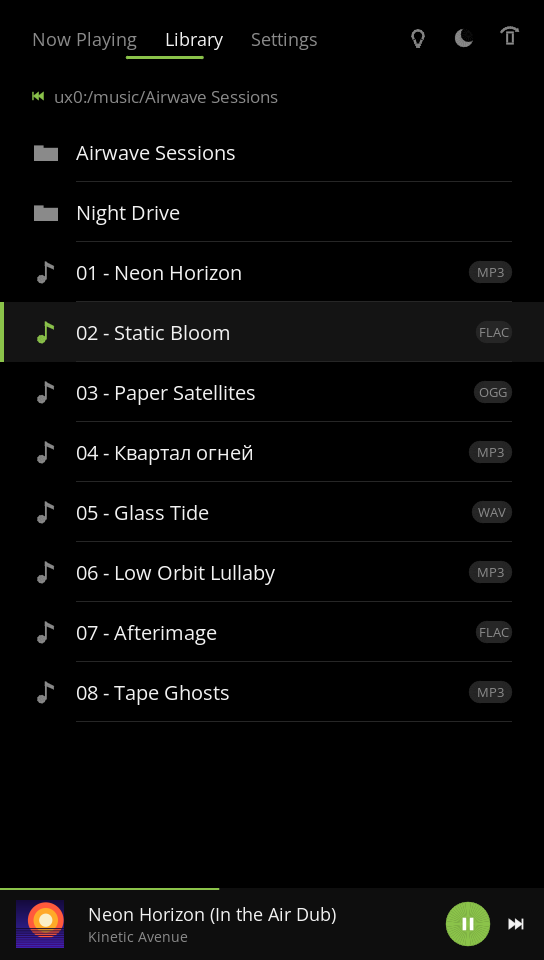 Now Playing Library Settings
ux0:/music/Airwave Sessions
Airwave Sessions
Night Drive
01 - Neon Horizon MP3
02 - Static Bloom FLAC
03 - Paper Satellites OGG
04 - Квартал огней MP3
05 - Glass Tide WAV
06 - Low Orbit Lullaby MP3
07 - Afterimage FLAC
08 - Tape Ghosts MP3
Neon Horizon (In the Air Dub)
Kinetic Avenue